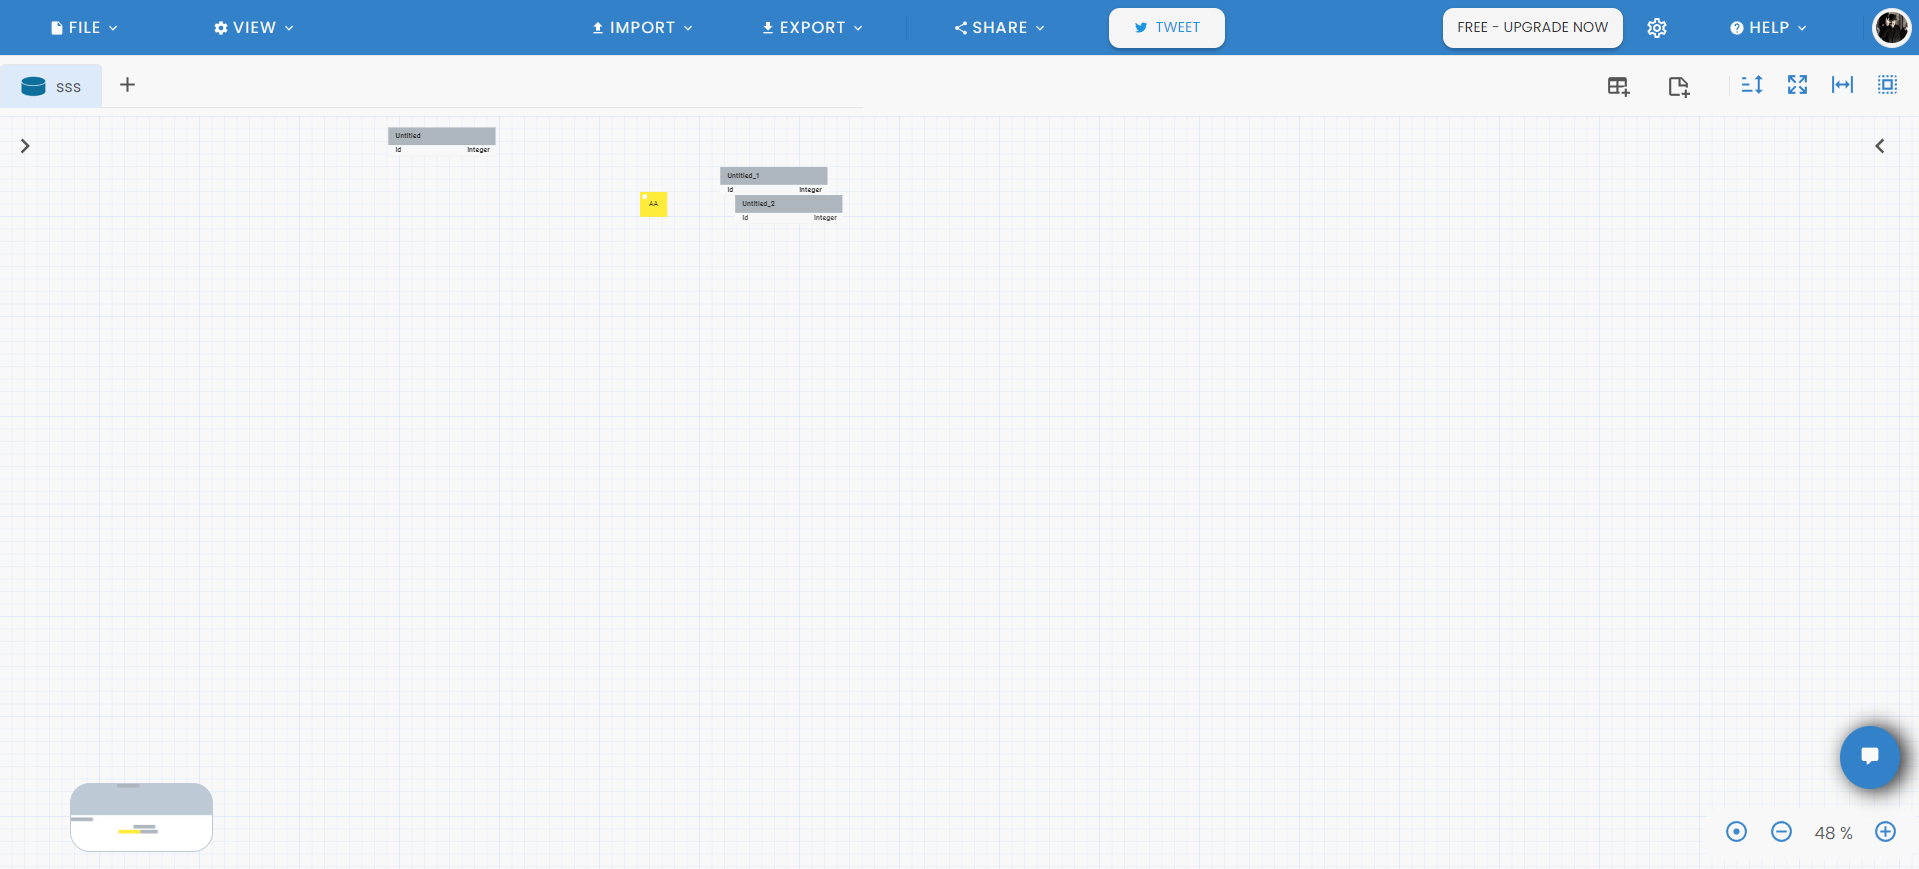 FILE
VIEW
IMPORT
EXPORT
SHARE
TWEET
FREE - UPGRADE NOW
HELP
sss
Untitled
Id Integer
Untitled_1
Id Integer
AA
Untitled_2
Id Integer
48 %